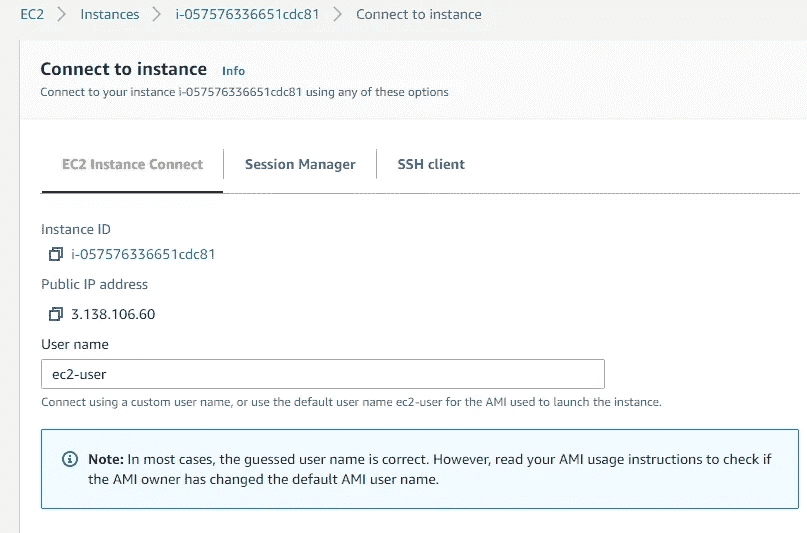 EC2 > Instances > i-057576336651cdc81 > Connect to instance
Connect to instance Info
Connect to your instance i-057576336651cdc81 using any of these options
EC2 Instance Connect Session Manager SSH client
Instance ID
i-057576336651cdc81
Public IP address
3.138.106.60
User name
ec2-user
Connect using a custom user name, or use the default user name ec2-user for the AMI used to launch the instance.
Note: In most cases, the guessed user name is correct. However, read your AMI usage instructions to check if
the AMI owner has changed the default AMI user name.